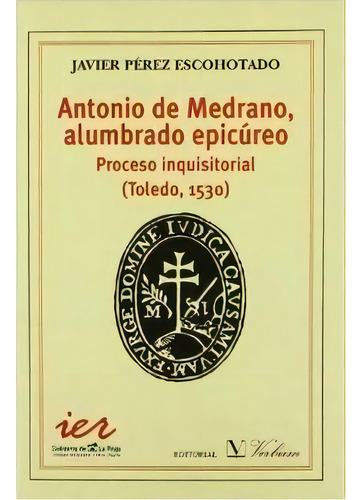 JAVIER PÉREZ ESCOHOTADO
Antonio de Medrano,
alumbrado epicúreo
Proceso inquisitorial
(Toledo, 1530)
EXVRGE DOMINE IVDICA CAVSAM TVAM
M XI
ier
EDITORIAL V Verbum